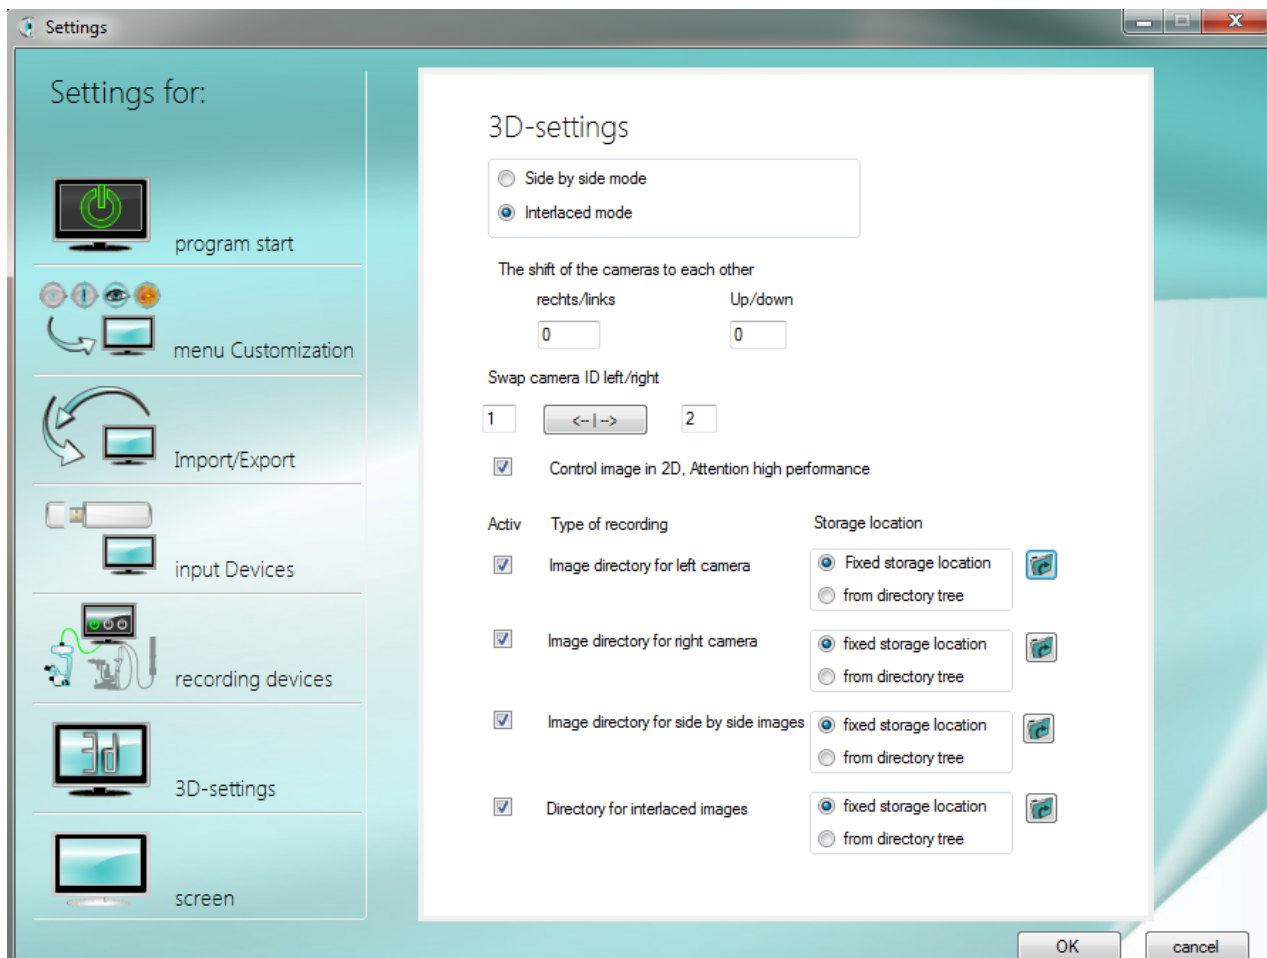 Settings
Settings for:
program start
menu Customization
Import/Export
input Devices
recording devices
3d
3D-settings
screen
3D-settings
Side by side mode
Interlaced mode
The shift of the cameras to each other
rechts/links Up/down
0 0
Swap camera ID left/right
1 <-- | --> 2
Control image in 2D, Attention high performance
Activ Type of recording Storage location
Image directory for left camera Fixed storage location
from directory tree
Image directory for right camera fixed storage location
from directory tree
Image directory for side by side images fixed storage location
from directory tree
Directory for interlaced images fixed storage location
from directory tree
OK cancel